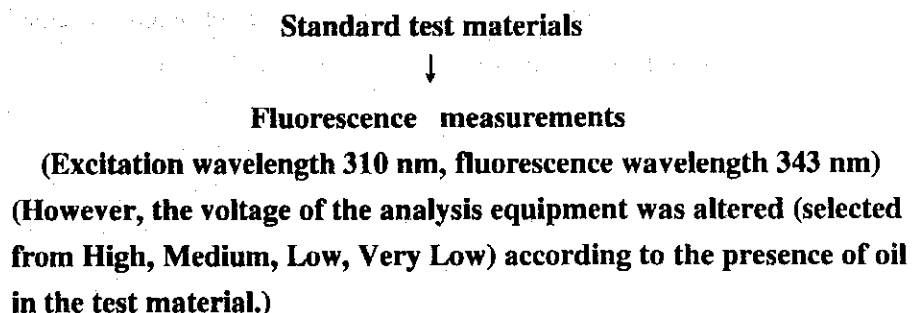 Standard test materials
↓
Fluorescence measurements
(Excitation wavelength 310 nm, fluorescence wavelength 343 nm)
(However, the voltage of the analysis equipment was altered (selected
from High, Medium, Low, Very Low) according to the presence of oil
in the test material.)